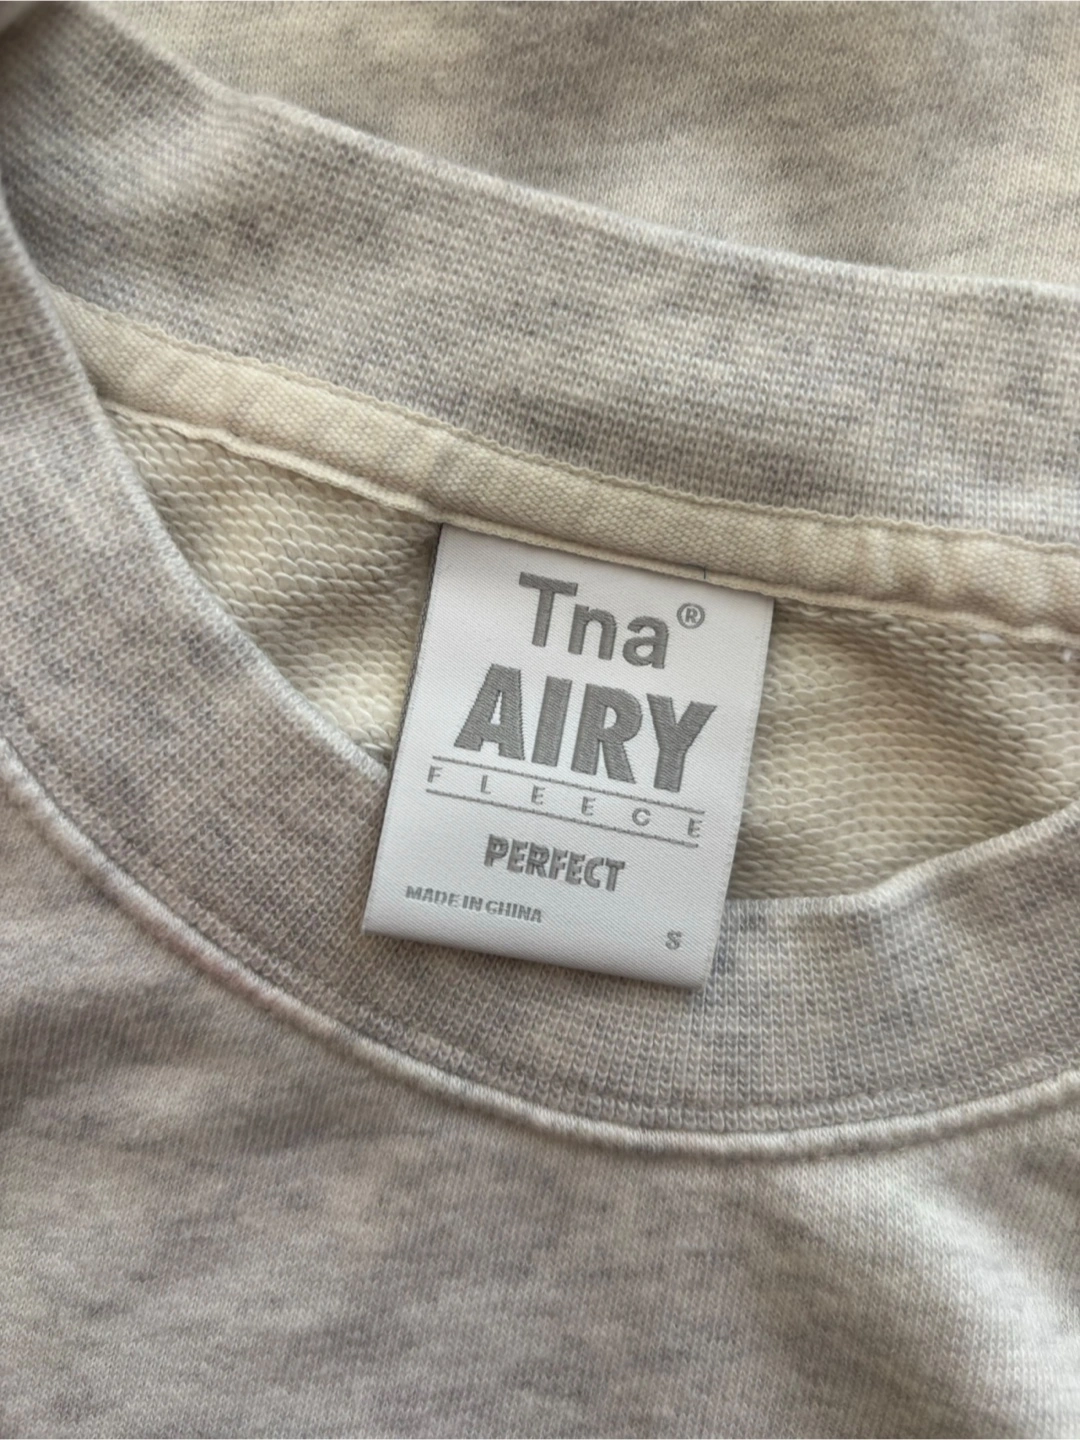 Tna®
AIRY
FLEECE
PERFECT
MADE IN CHINA
S